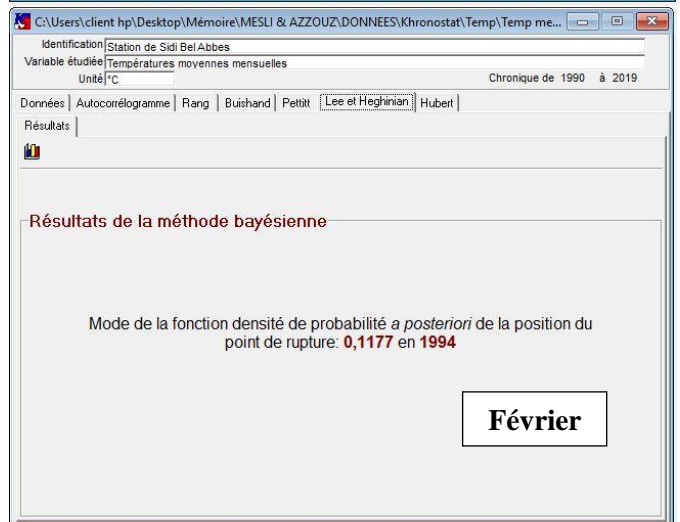 C:\Users\client hp\Desktop\Mémoire\MESLI & AZZOUZ\DONNEES\Khronostat\Temp\Temp me...
Identification Station de Sidi Bel Abbes
Variable étudiée Températures moyennes mensuelles
Unité °C Chronique de 1990 à 2019
Données Autocorrélogramme Rang Buishand Pettitt Lee et Heghinian Hubert
Résultats
Résultats de la méthode bayésienne
Mode de la fonction densité de probabilité a posteriori de la position du
point de rupture: 0,1177 en 1994
Février